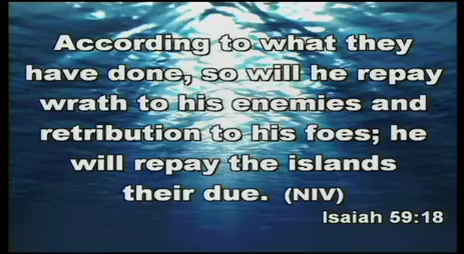 According to what they
have done, so will he repay
wrath to his enemies and
retribution to his foes; he
will repay the islands
their due. (NIV)
Isaiah 59:18